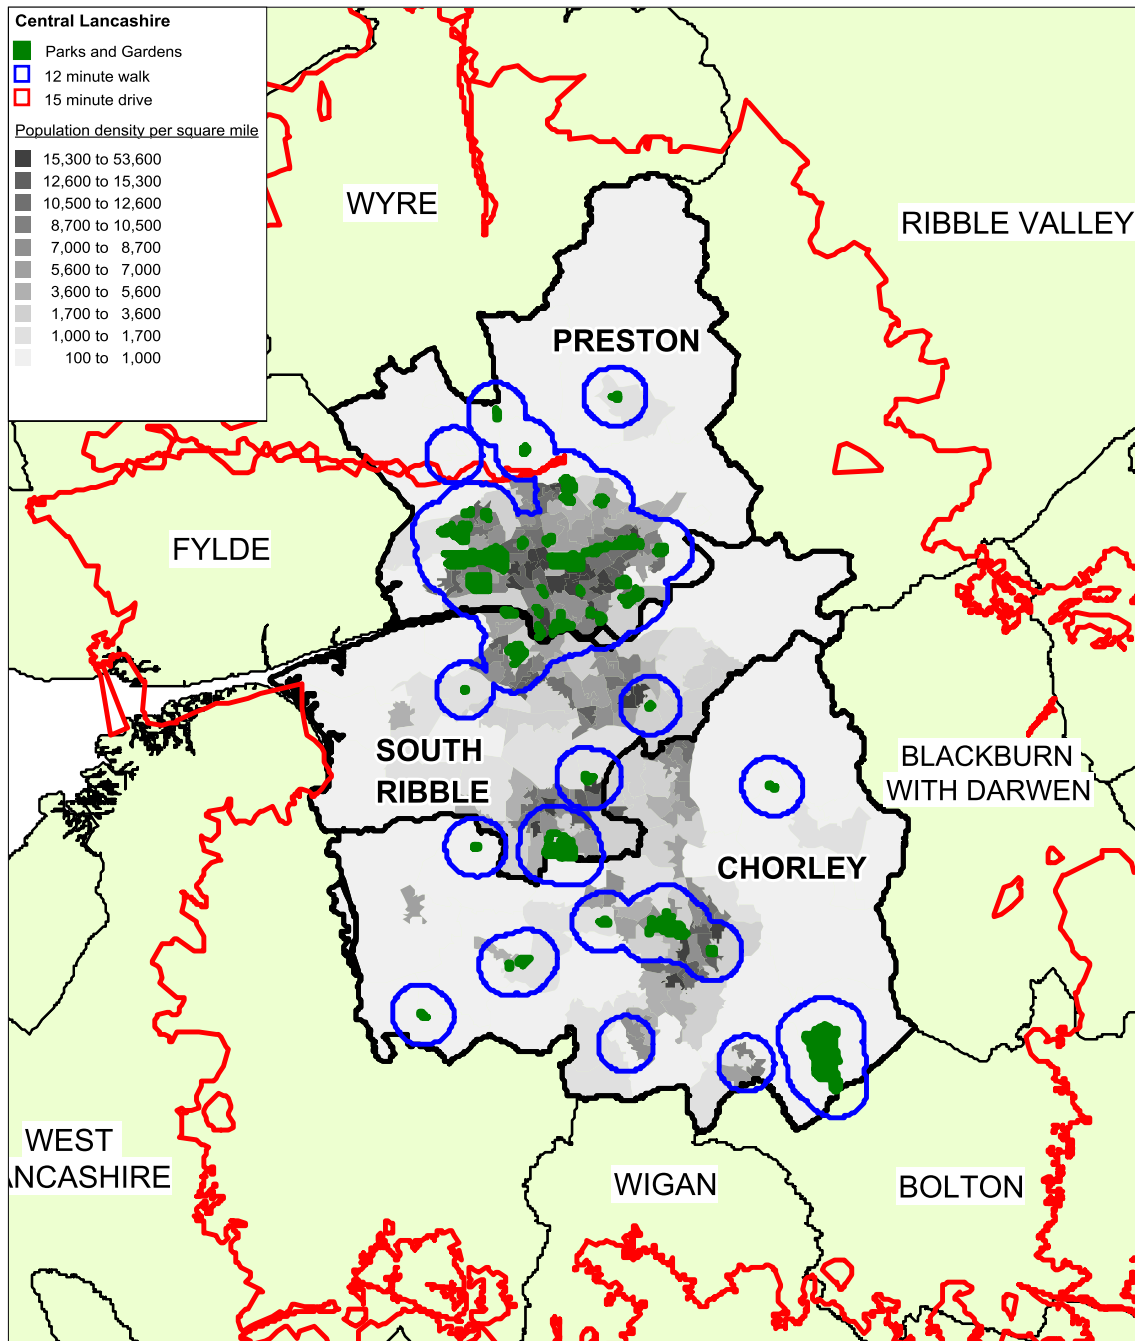 Central Lancashire
Parks and Gardens
12 minute walk
15 minute drive
Population density per square mile
15,300 to 53,600
12,600 to 15,300
10,500 to 12,600
8,700 to 10,500
7,000 to 8,700
5,600 to 7,000
3,600 to 5,600
1,700 to 3,600
1,000 to 1,700
100 to 1,000
WYRE
RIBBLE VALLEY
PRESTON
FYLDE
SOUTH
RIBBLE
BLACKBURN
WITH DARWEN
CHORLEY
WEST
ANCASHIRE
WIGAN
BOLTON